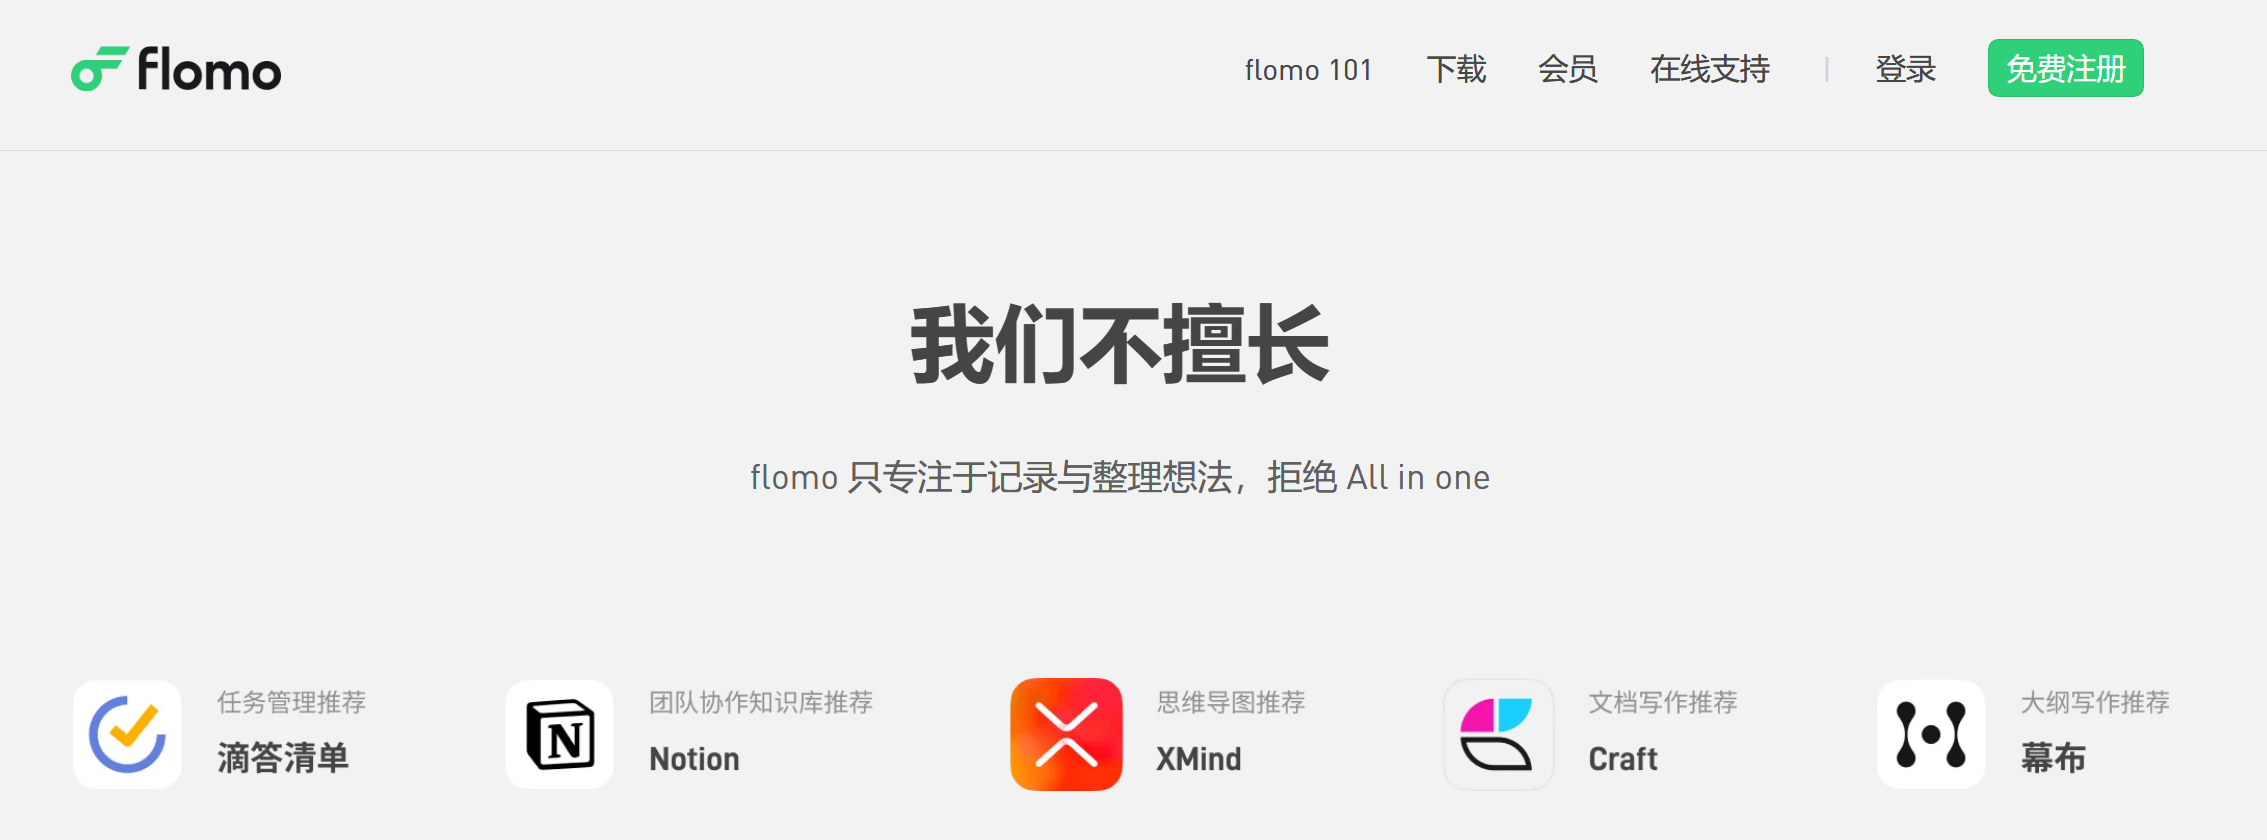 flomo
flomo 101 下载 会员 在线支持 | 登录 免费注册
我们不擅长
flomo 只专注于记录与整理想法，拒绝 All in one
任务管理推荐
滴答清单
团队协作知识库推荐
Notion
思维导图推荐
XMind
文档写作推荐
Craft
大纲写作推荐
幕布